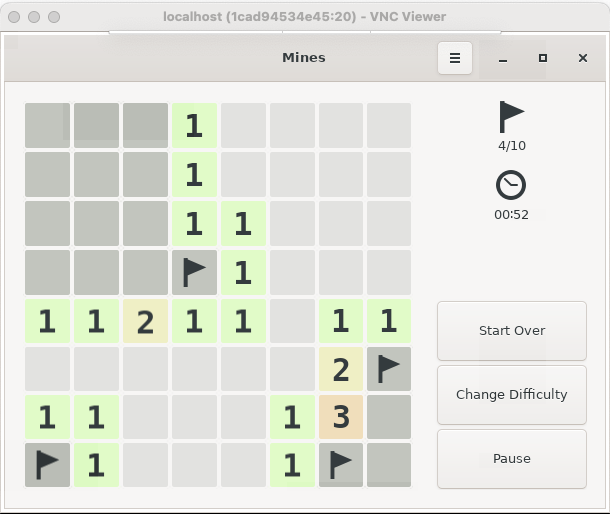 localhost (1cad94534e45:20) - VNC Viewer
Mines
1
1
1 1
1
1 1 2 1 1 1 1
2
1 1 1 3
1 1
4/10
00:52
Start Over
Change Difficulty
Pause